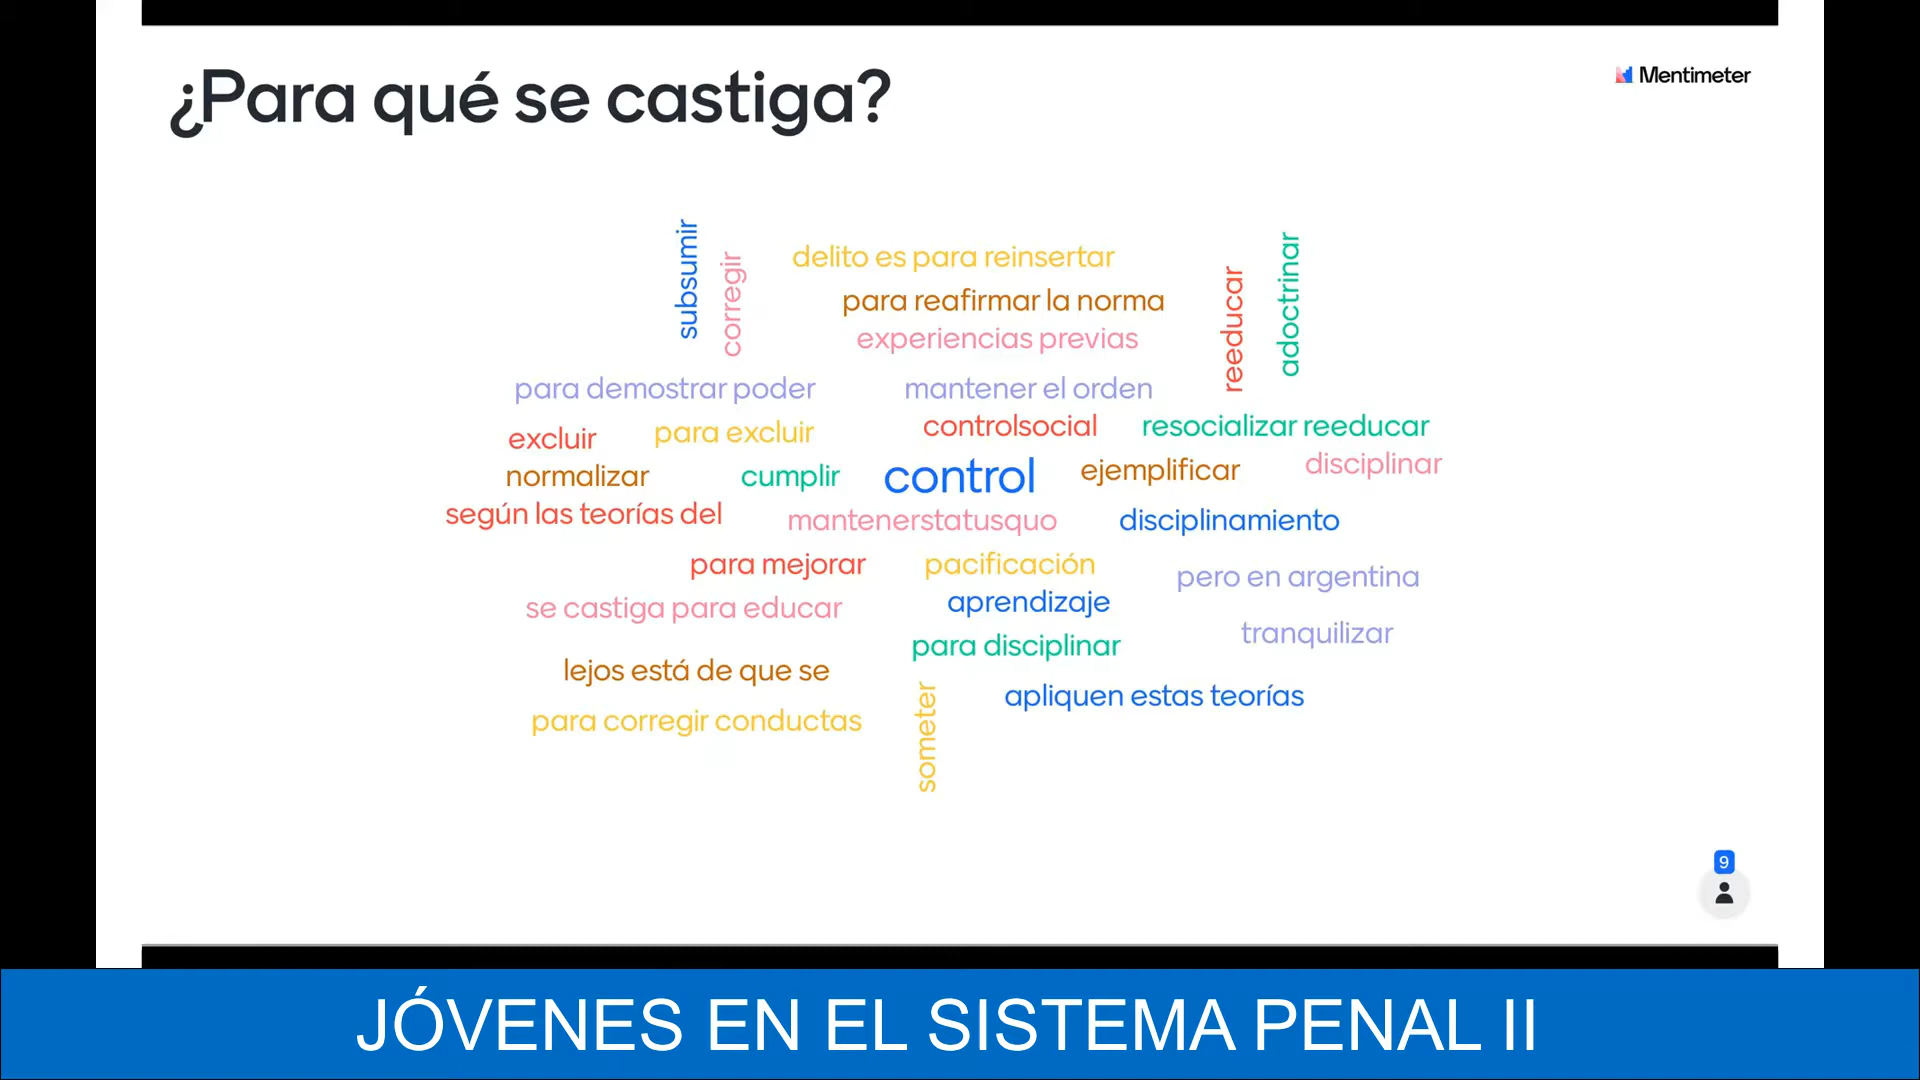 ¿Para qué se castiga?
Mentimeter
subsumir
corregir
delito es para reinsertar
para reafirmar la norma
experiencias previas
reeducar
adoctrinar
para demostrar poder
mantener el orden
excluir
para excluir
controlsocial
resocializar reeducar
normalizar
cumplir
control
ejemplificar
disciplinar
según las teorías del
mantenerstatusquo
disciplinamiento
para mejorar
pacificación
pero en argentina
se castiga para educar
aprendizaje
tranquilizar
para disciplinar
lejos está de que se
apliquen estas teorías
para corregir conductas
someter
9
JÓVENES EN EL SISTEMA PENAL II